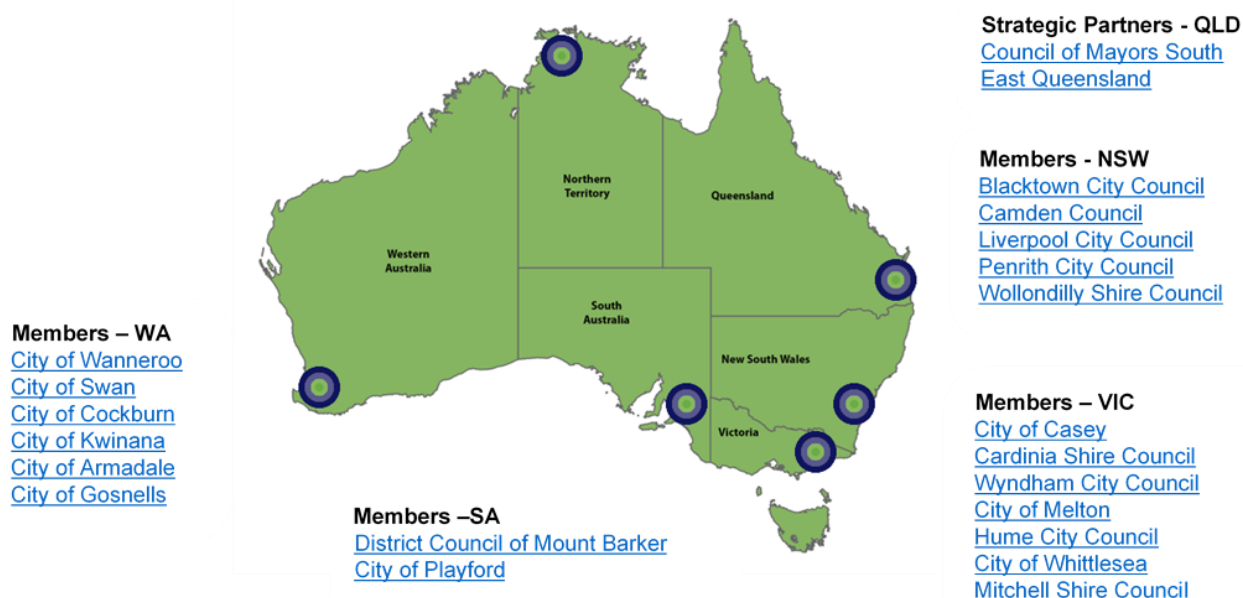 Strategic Partners - QLD
Council of Mayors South
East Queensland
Members - NSW
Blacktown City Council
Camden Council
Liverpool City Council
Penrith City Council
Wollondilly Shire Council
Northern
Territory
Queensland
Western
Australia
South
Australia
New South Wales
Victoria
Members – WA
City of Wanneroo
City of Swan
City of Cockburn
City of Kwinana
City of Armadale
City of Gosnells
Members –SA
District Council of Mount Barker
City of Playford
Members – VIC
City of Casey
Cardinia Shire Council
Wyndham City Council
City of Melton
Hume City Council
City of Whittlesea
Mitchell Shire Council